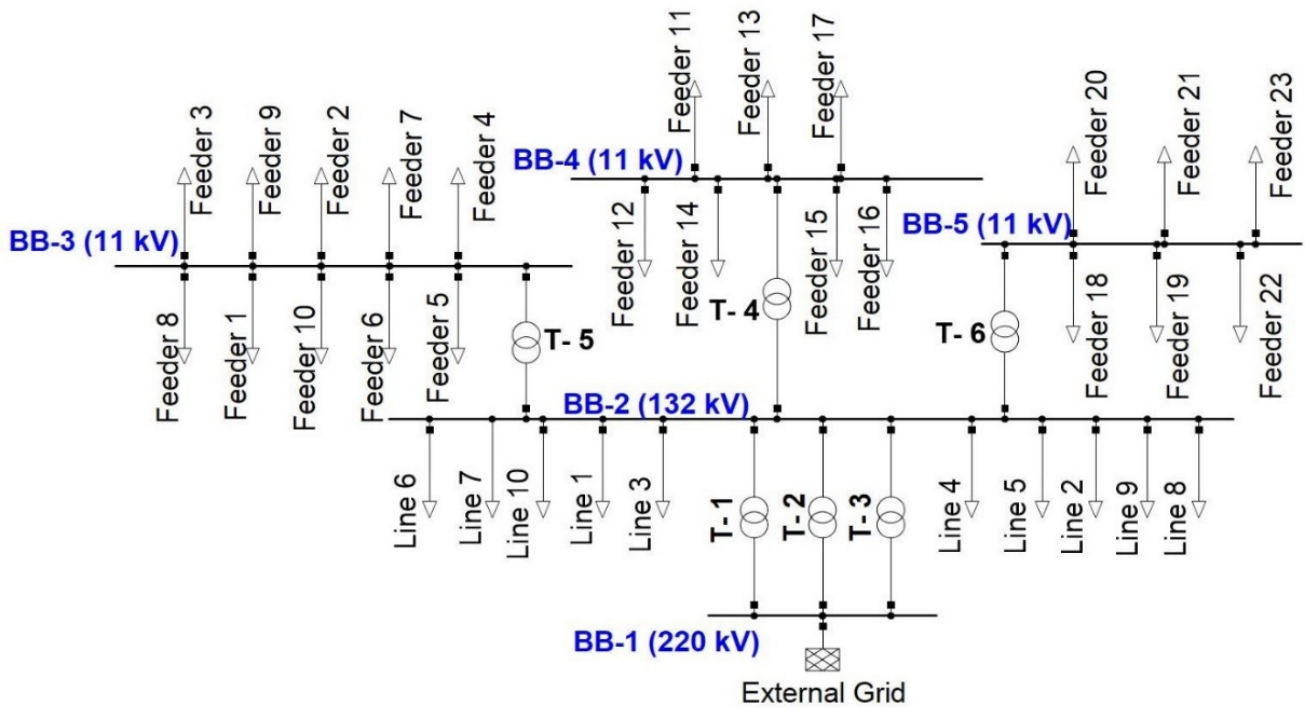 Feeder 11
Feeder 13
Feeder 17
Feeder 3
Feeder 9
Feeder 2
Feeder 7
Feeder 4
Feeder 20
Feeder 21
Feeder 23
BB-4 (11 kV)
BB-3 (11 kV)
BB-5 (11 kV)
Feeder 12
Feeder 14
Feeder 15
Feeder 16
Feeder 8
Feeder 1
Feeder 10
Feeder 6
Feeder 5
T- 5
T- 4
T- 6
Feeder 18
Feeder 19
Feeder 22
BB-2 (132 kV)
Line 6
Line 7
Line 10
Line 1
Line 3
T- 1
T- 2
T- 3
Line 4
Line 5
Line 2
Line 9
Line 8
BB-1 (220 kV)
External Grid